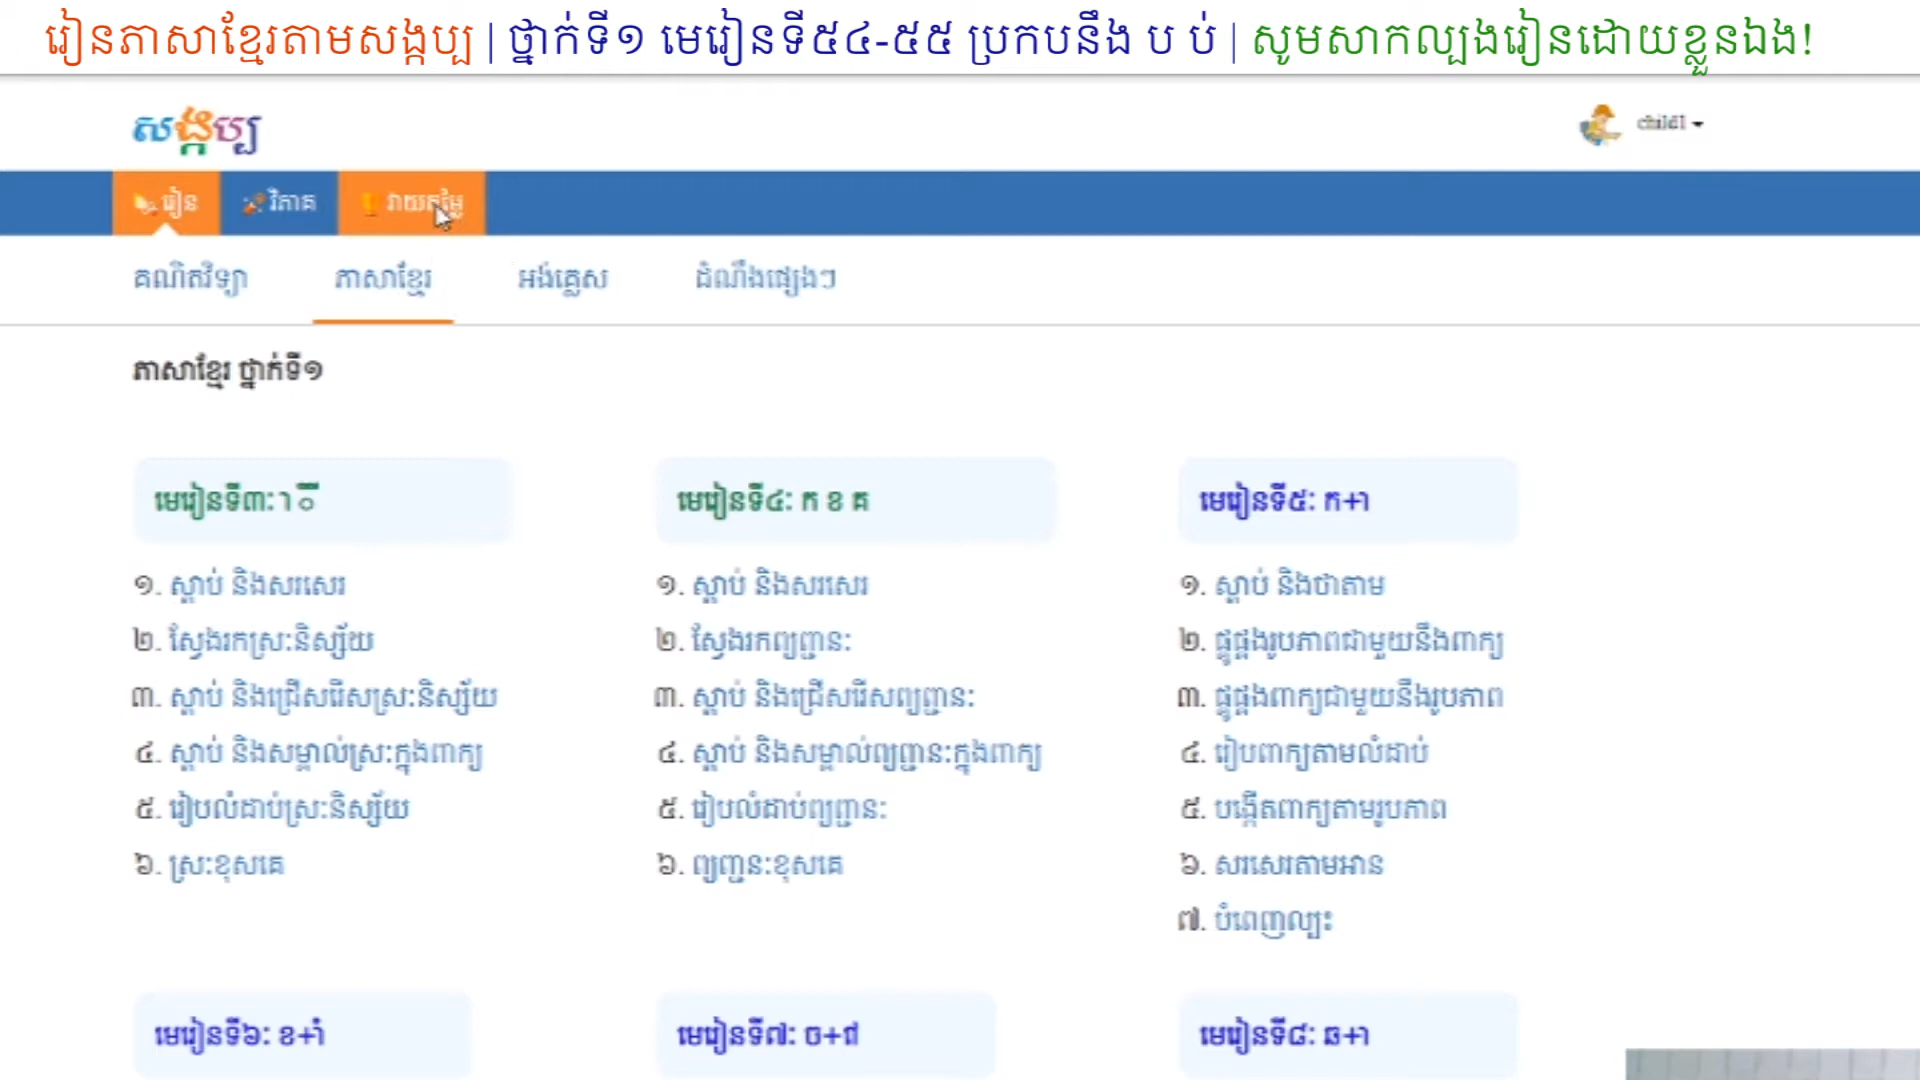 រៀនភាសាខ្មែរតាមសង្កប្ប | ថ្នាក់ទី១ មេរៀនទី៥៤-៥៥ ប្រកបនឹង ប ប់ | សូមសាកល្បងរៀនដោយខ្លួនឯង!
សង្កប្ប
child1
រៀន វិភាគ វាយតម្លៃ
គណិតវិទ្យា ភាសាខ្មែរ អង់គ្លេស ដំណឹងផ្សេងៗ
ភាសាខ្មែរ ថ្នាក់ទី១
មេរៀនទី៣: ា ី
១. ស្តាប់ និងសរសេរ
២. ស្វែងរកស្រៈនិស្ស័យ
៣. ស្តាប់ និងជ្រើសរើសស្រៈនិស្ស័យ
៤. ស្តាប់ និងសម្គាល់ស្រៈក្នុងពាក្យ
៥. រៀបលំដាប់ស្រៈនិស្ស័យ
៦. ស្រៈខុសគេ
មេរៀនទី៤: ក ខ គ
១. ស្តាប់ និងសរសេរ
២. ស្វែងរកព្យព្ជានៈ
៣. ស្តាប់ និងជ្រើសរើសព្យព្ជានៈ
៤. ស្តាប់ និងសម្គាល់ព្យព្ជានៈក្នុងពាក្យ
៥. រៀបលំដាប់ព្យព្ជានៈ
៦. ព្យញ្ជនៈខុសគេ
មេរៀនទី៥: ក+ា
១. ស្តាប់ និងថាតាម
២. ផ្គូផ្គងរូបភាពជាមួយនឹងពាក្យ
៣. ផ្គូផ្គងពាក្យជាមួយនឹងរូបភាព
៤. រៀបពាក្យតាមលំដាប់
៥. បង្កើតពាក្យតាមរូបភាព
៦. សរសេរតាមអាន
៧. បំពេញល្បះ
មេរៀនទី៦: ខ+ាំ
មេរៀនទី៧: ច+ា
មេរៀនទី៨: ឆ+ា